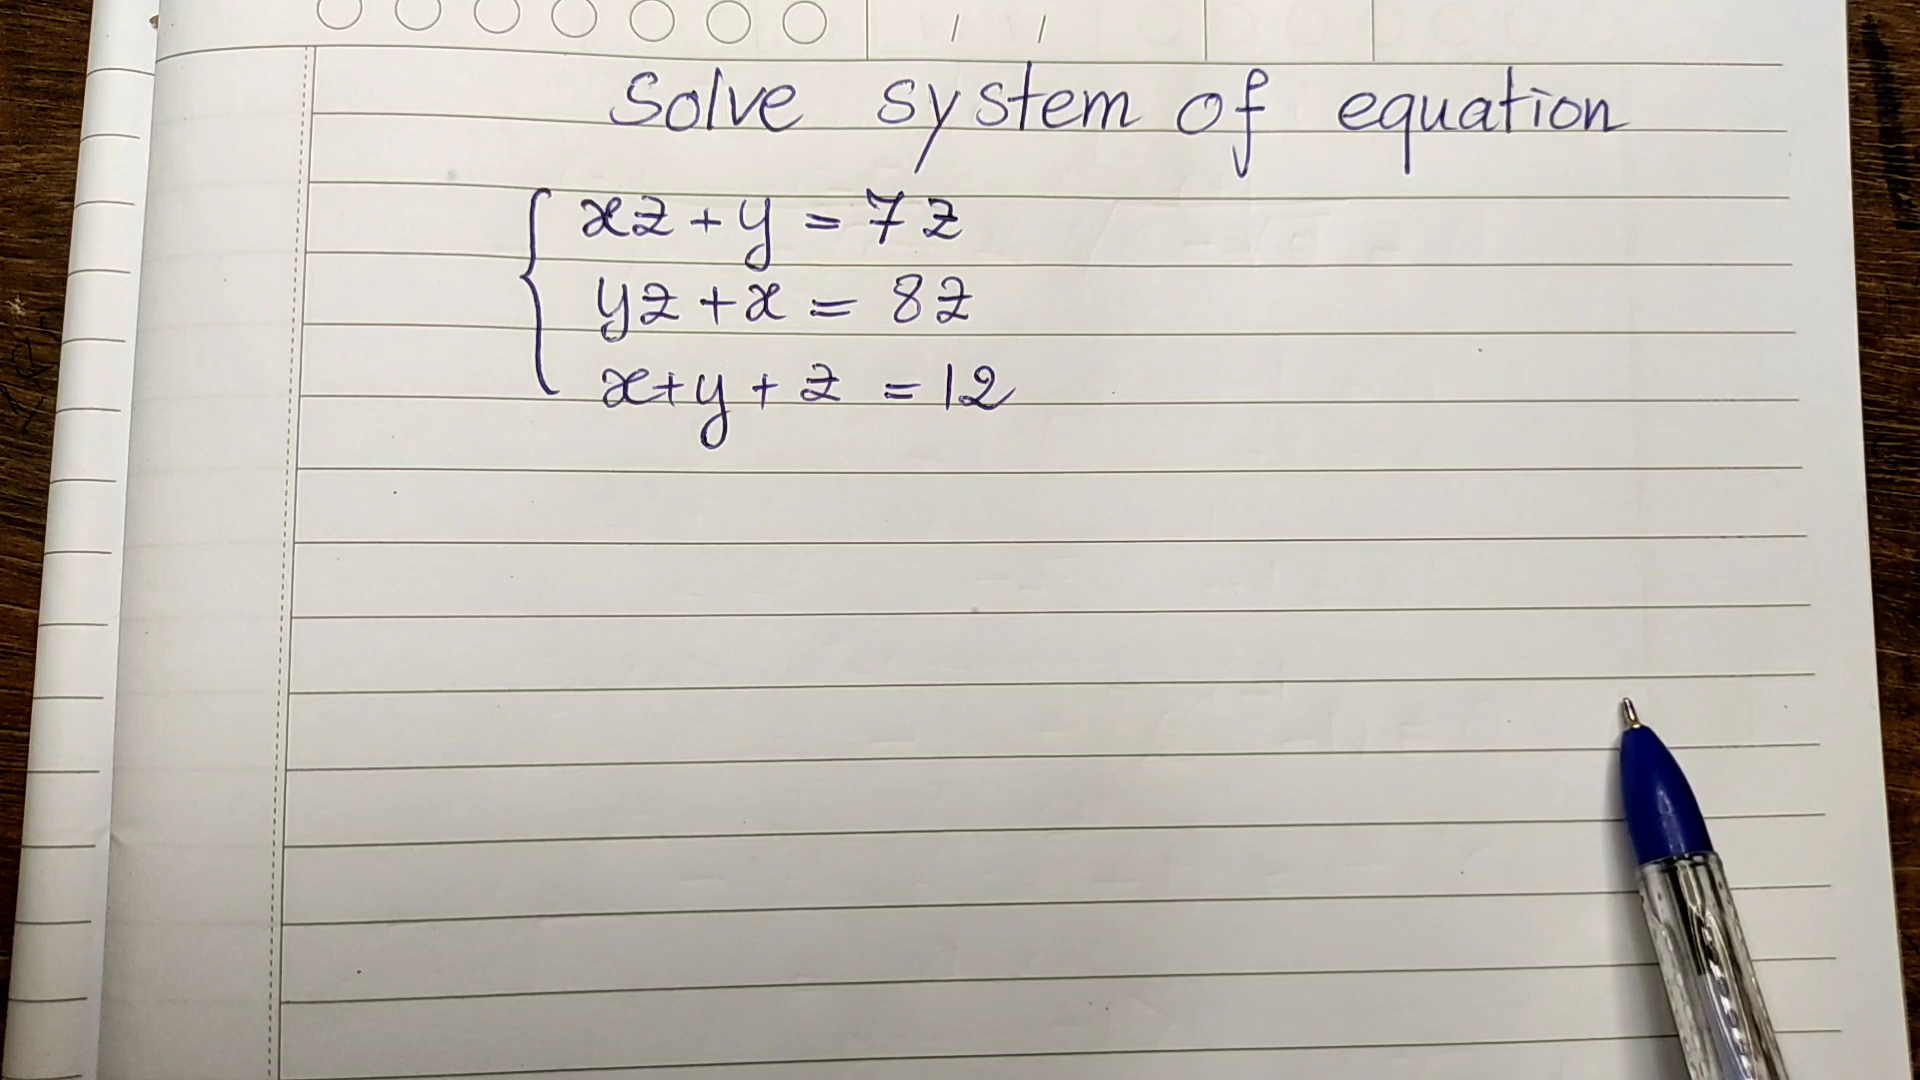 Solve system of equation
xz + y = 7z
yz + x = 8z
x+y + z = 12